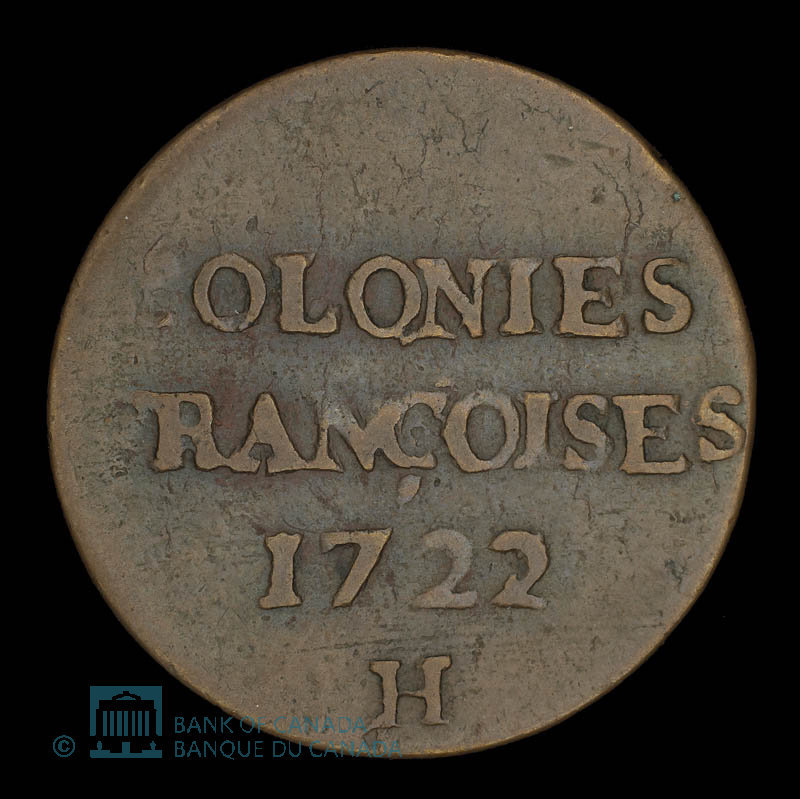 OLONIES
RANÇOISES
1722
H
© BANK OF CANADA
BANQUE DU CANADA